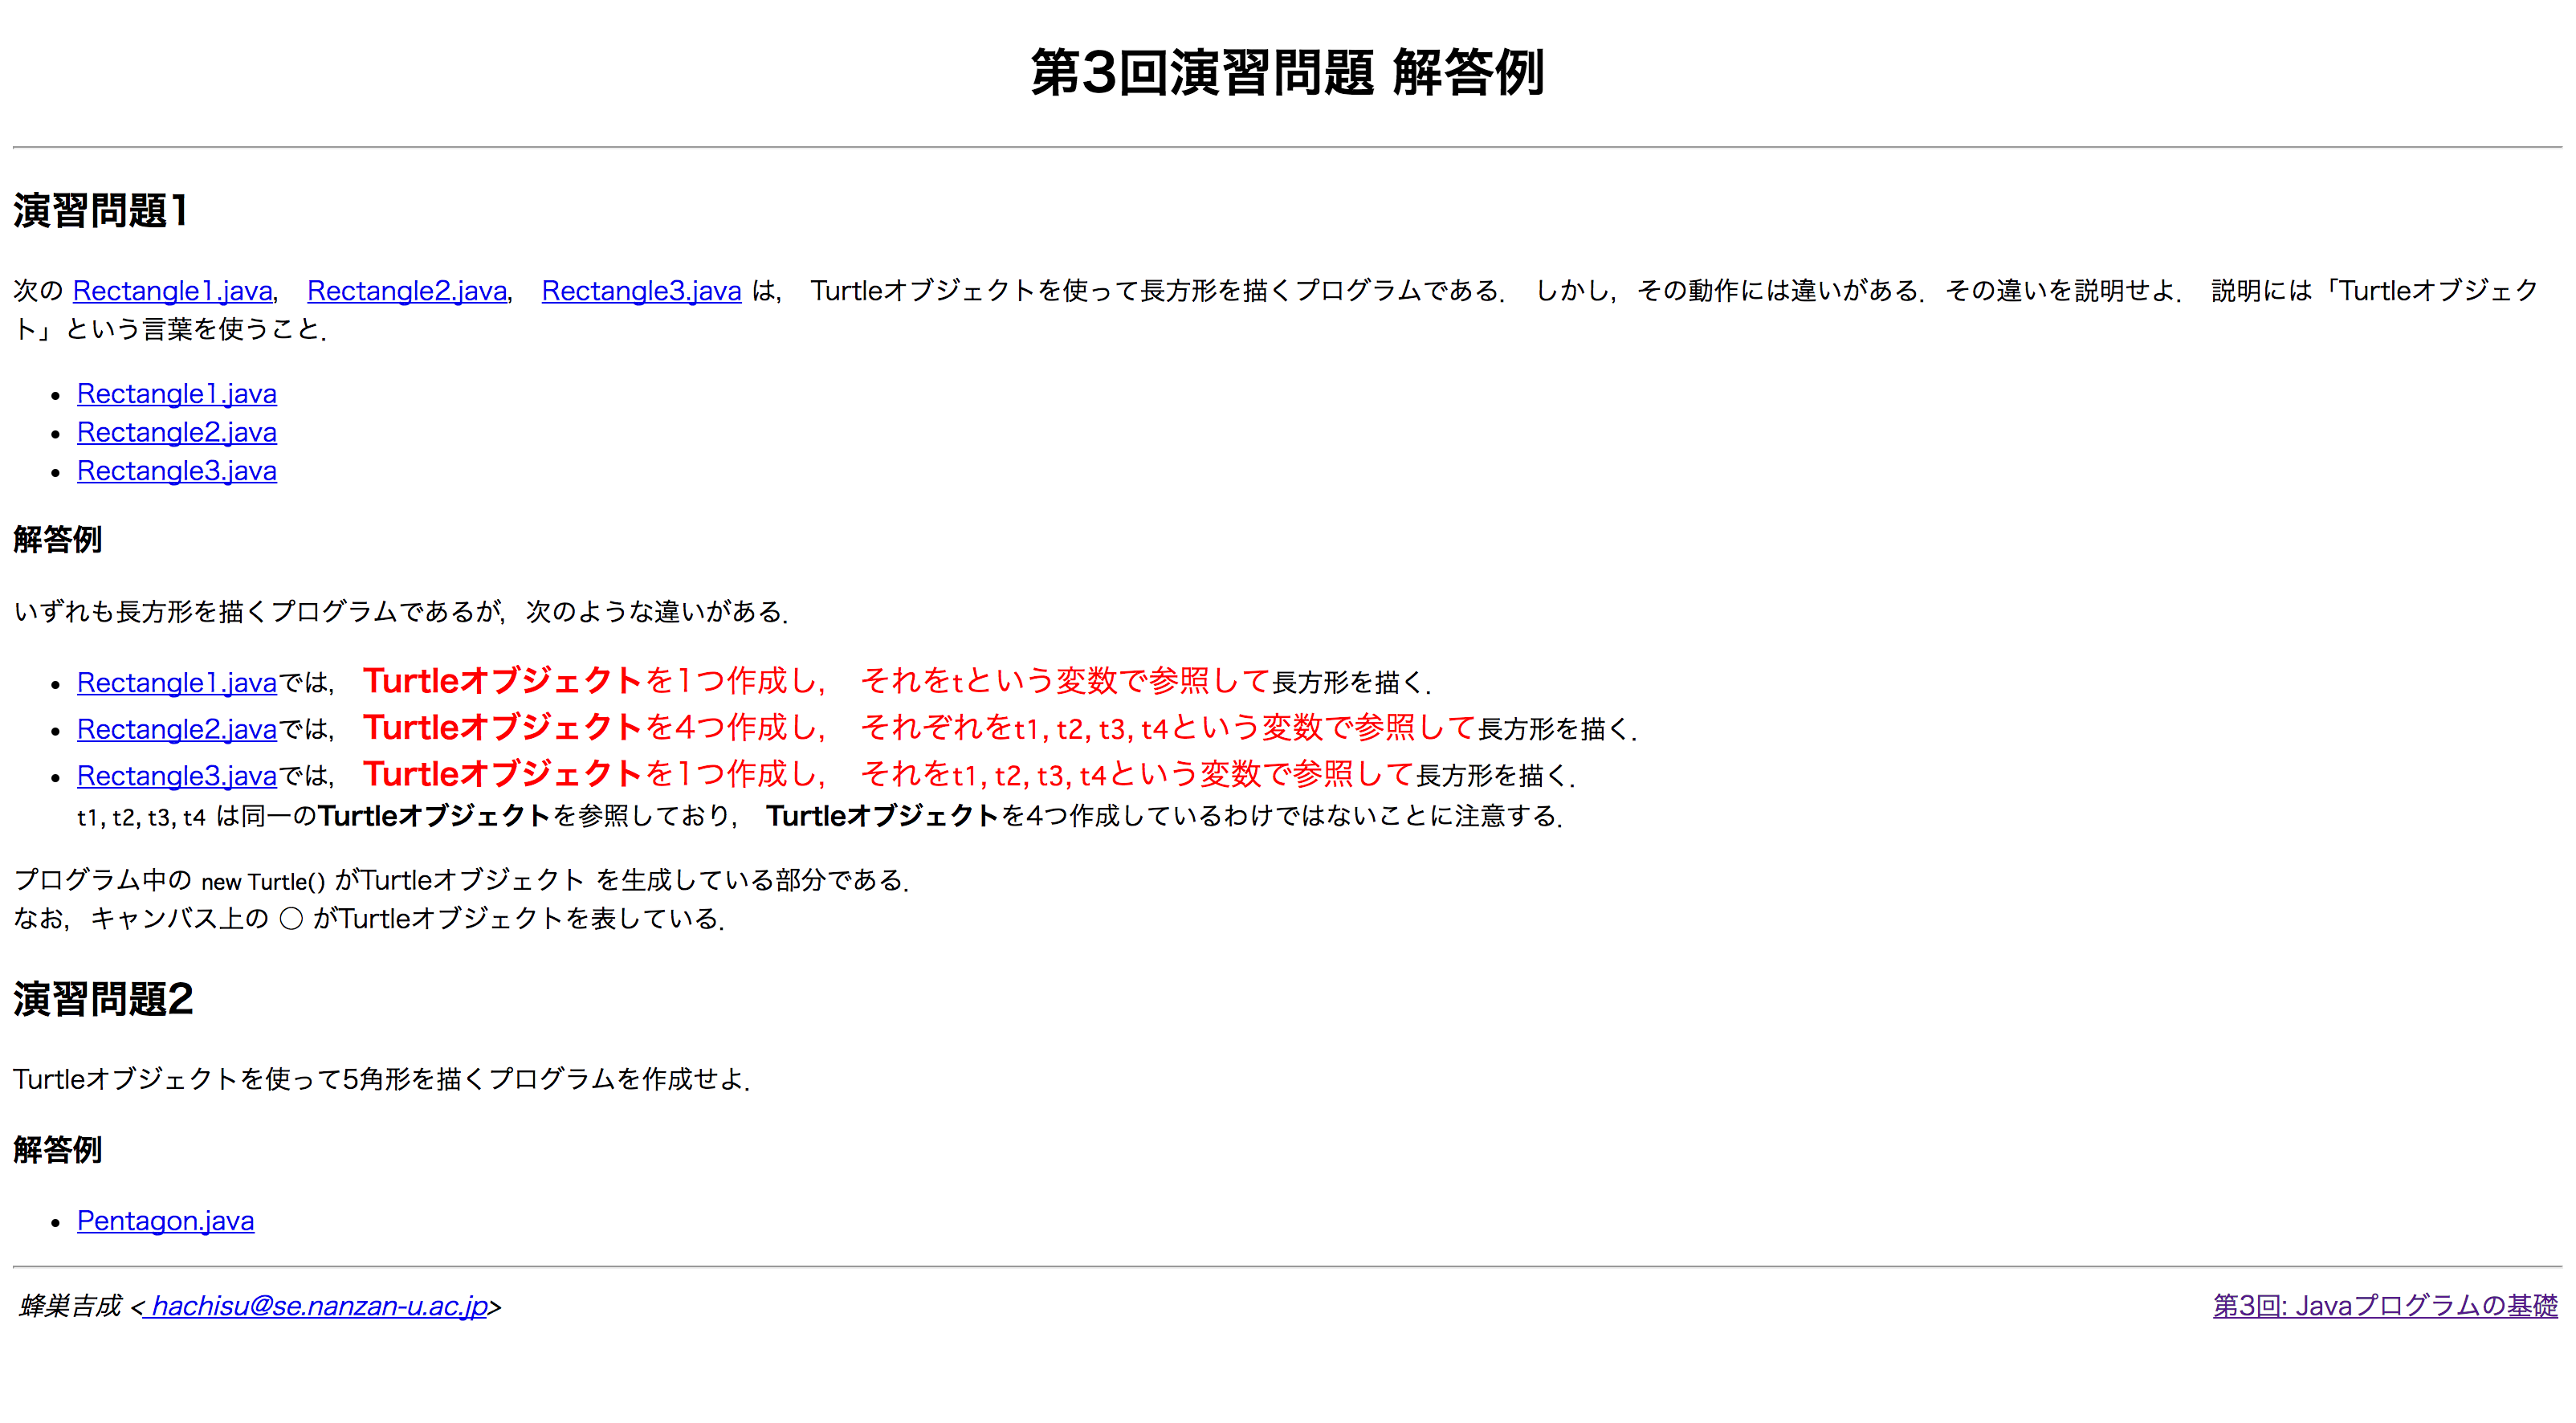 第3回演習問題 解答例
演習問題1
次の Rectangle1.java， Rectangle2.java， Rectangle3.java は， Turtleオブジェクトを使って長方形を描くプログラムである． しかし，その動作には違いがある．その違いを説明せよ． 説明には「Turtleオブジェク
ト」という言葉を使うこと．
• Rectangle1.java
• Rectangle2.java
• Rectangle3.java
解答例
いずれも長方形を描くプログラムであるが，次のような違いがある．
• Rectangle1.javaでは， Turtleオブジェクトを1つ作成し， それをtという変数で参照して長方形を描く．
• Rectangle2.javaでは， Turtleオブジェクトを4つ作成し， それぞれをt1, t2, t3, t4という変数で参照して長方形を描く．
• Rectangle3.javaでは， Turtleオブジェクトを1つ作成し， それをt1, t2, t3, t4という変数で参照して長方形を描く．
t1, t2, t3, t4 は同一のTurtleオブジェクトを参照しており， Turtleオブジェクトを4つ作成しているわけではないことに注意する．
プログラム中の new Turtle() がTurtleオブジェクト を生成している部分である．
なお，キャンバス上の ○ がTurtleオブジェクトを表している．
演習問題2
Turtleオブジェクトを使って5角形を描くプログラムを作成せよ．
解答例
• Pentagon.java
蜂巣吉成 < hachisu@se.nanzan-u.ac.jp>
第3回: Javaプログラムの基礎